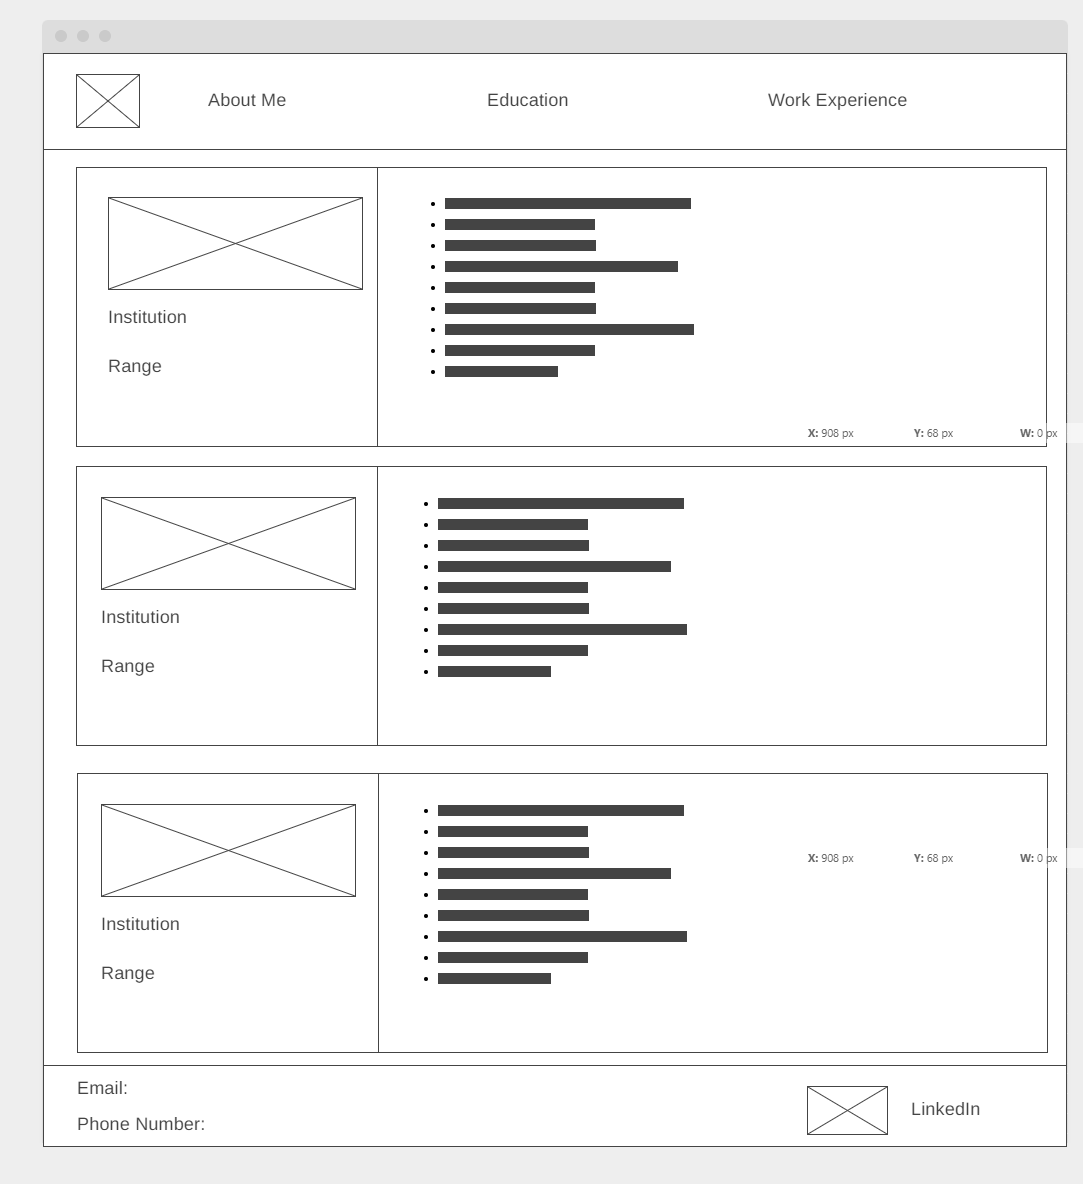 About Me Education Work Experience
Institution
Range
X: 908 px Y: 68 px W: 0 px
Institution
Range
Institution
Range
X: 908 px Y: 68 px W: 0 px
Email:
Phone Number:
LinkedIn